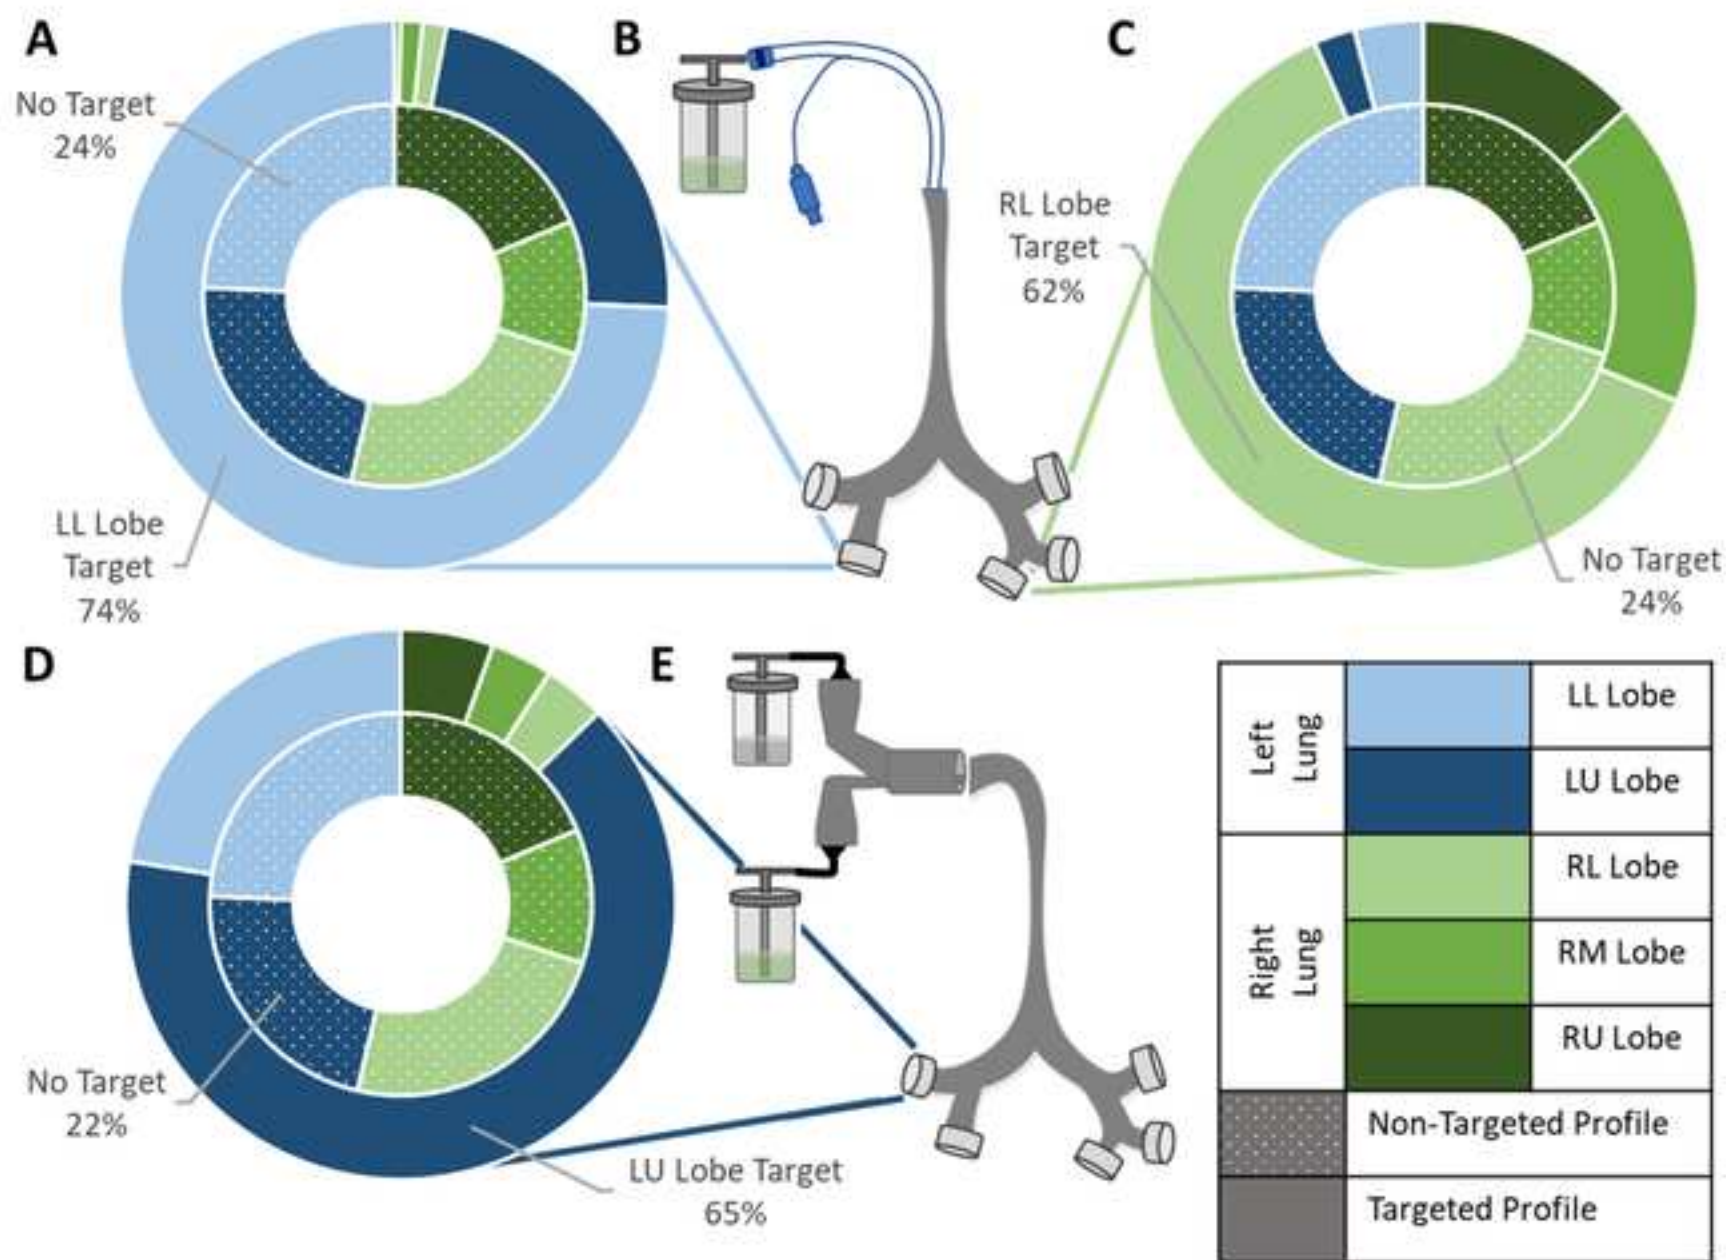 A
No Target
24%
LL Lobe
Target
74%
B
C
RL Lobe
Target
62%
No Target
24%
D
No Target
22%
LU Lobe Target
65%
E
Left
Lung
LL Lobe
LU Lobe
Right
Lung
RL Lobe
RM Lobe
RU Lobe
Non-Targeted Profile
Targeted Profile